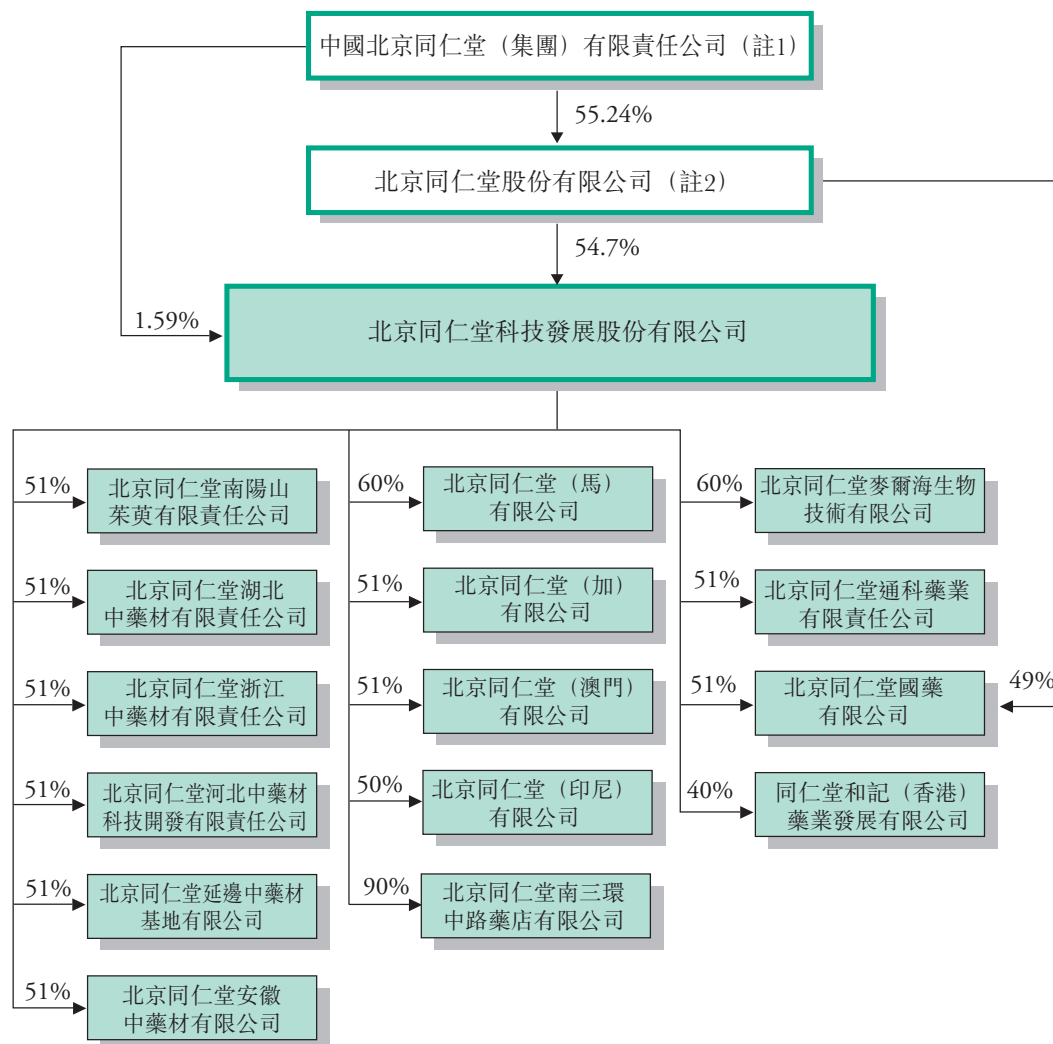 中國北京同仁堂（集團）有限責任公司（註1）
55.24%
北京同仁堂股份有限公司（註2）
54.7%
1.59%
北京同仁堂科技發展股份有限公司
51%
北京同仁堂南陽山
茱萸有限責任公司
51%
北京同仁堂湖北
中藥材有限責任公司
51%
北京同仁堂浙江
中藥材有限責任公司
51%
北京同仁堂河北中藥材
科技開發有限責任公司
51%
北京同仁堂延邊中藥材
基地有限公司
51%
北京同仁堂安徽
中藥材有限公司
60%
北京同仁堂（馬）
有限公司
51%
北京同仁堂（加）
有限公司
51%
北京同仁堂（澳門）
有限公司
50%
北京同仁堂（印尼）
有限公司
90%
北京同仁堂南三環
中路藥店有限公司
60%
北京同仁堂麥爾海生物
技術有限公司
51%
北京同仁堂通科藥業
有限責任公司
51%
北京同仁堂國藥
有限公司
49%
40%
同仁堂和記（香港）
藥業發展有限公司